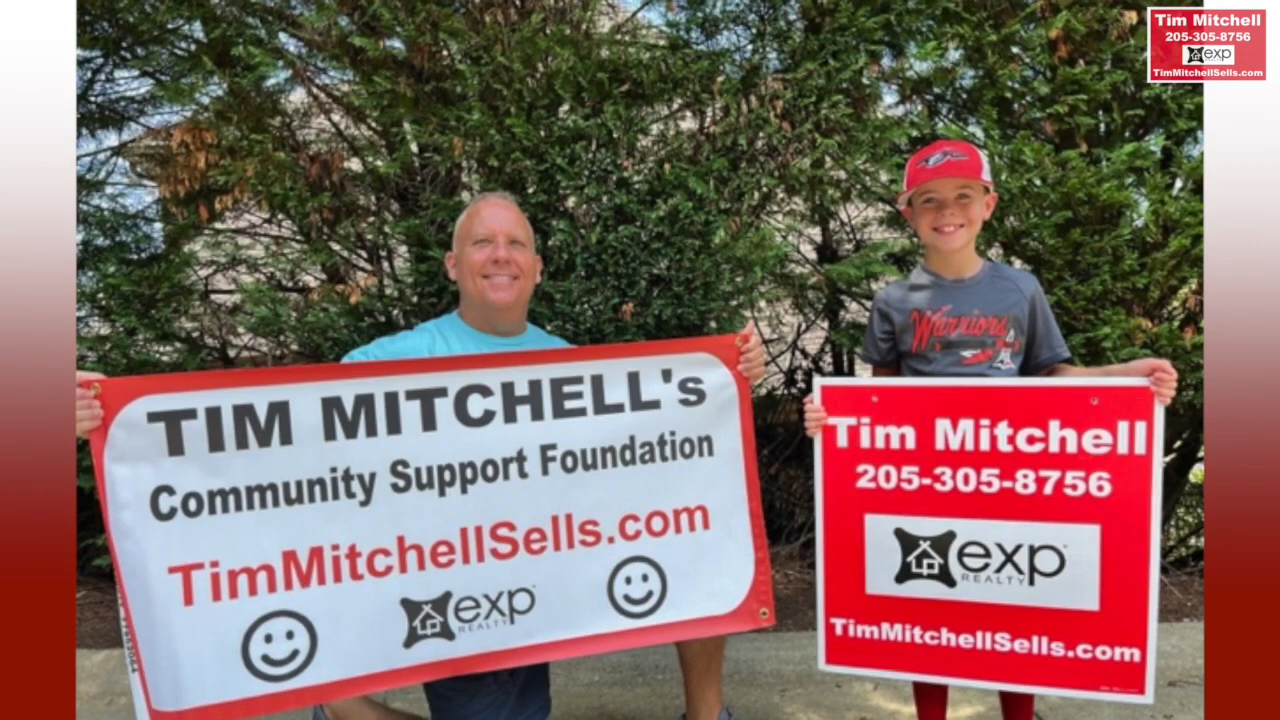 Tim Mitchell
205-305-8756
exp
TimMitchellSells.com
Warriors
TIM MITCHELL's
Community Support Foundation
TimMitchellSells.com
exp
REALTY
Tim Mitchell
205-305-8756
exp
REALTY
TimMitchellSells.com